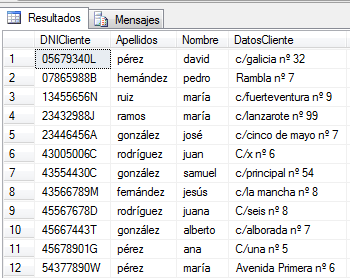 Resultados Mensajes
DNICliente Apellidos Nombre DatosCliente
1 05679340L pérez david c/galicia nº 32
2 07865988B hernández pedro Rambla nº 7
3 13455656N ruiz maría c/fuerteventura nº 9
4 23432988J ramos maría c/lanzarote nº 99
5 23446456A gonzález josé c/cinco de mayo nº 7
6 43005006C rodríguez juan C/x nº 6
7 43554430C gonzález samuel c/principal nº 54
8 43566789M fernández jesús c/la mancha nº 8
9 45567678D rodríguez juana C/seis nº 8
10 45667443T gonzález alberto c/alborada nº 7
11 45678901G pérez ana C/una nº 5
12 54377890W pérez maría Avenida Primera nº 6